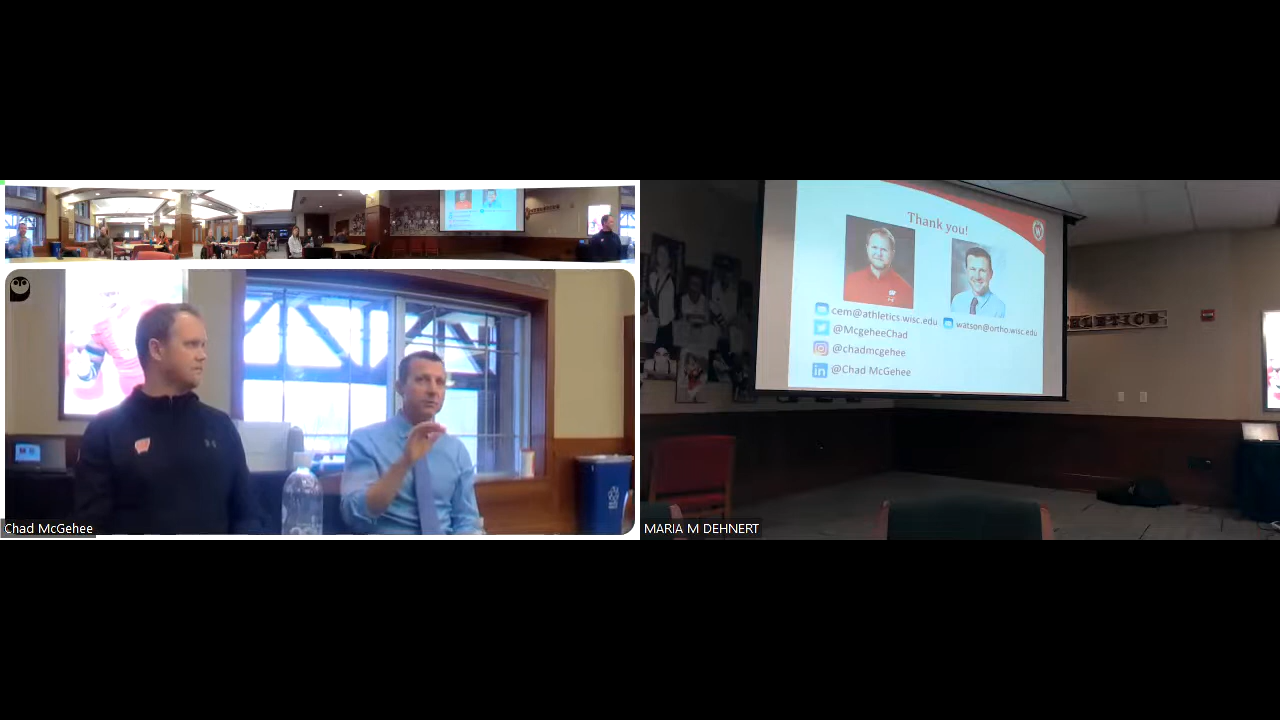 Thank you!
cem@athletics.wisc.edu
watson@ortho.wisc.edu
@McgeheeChad
@chadmcgehee
@Chad McGehee
Chad McGehee
MARIA M DEHNERT